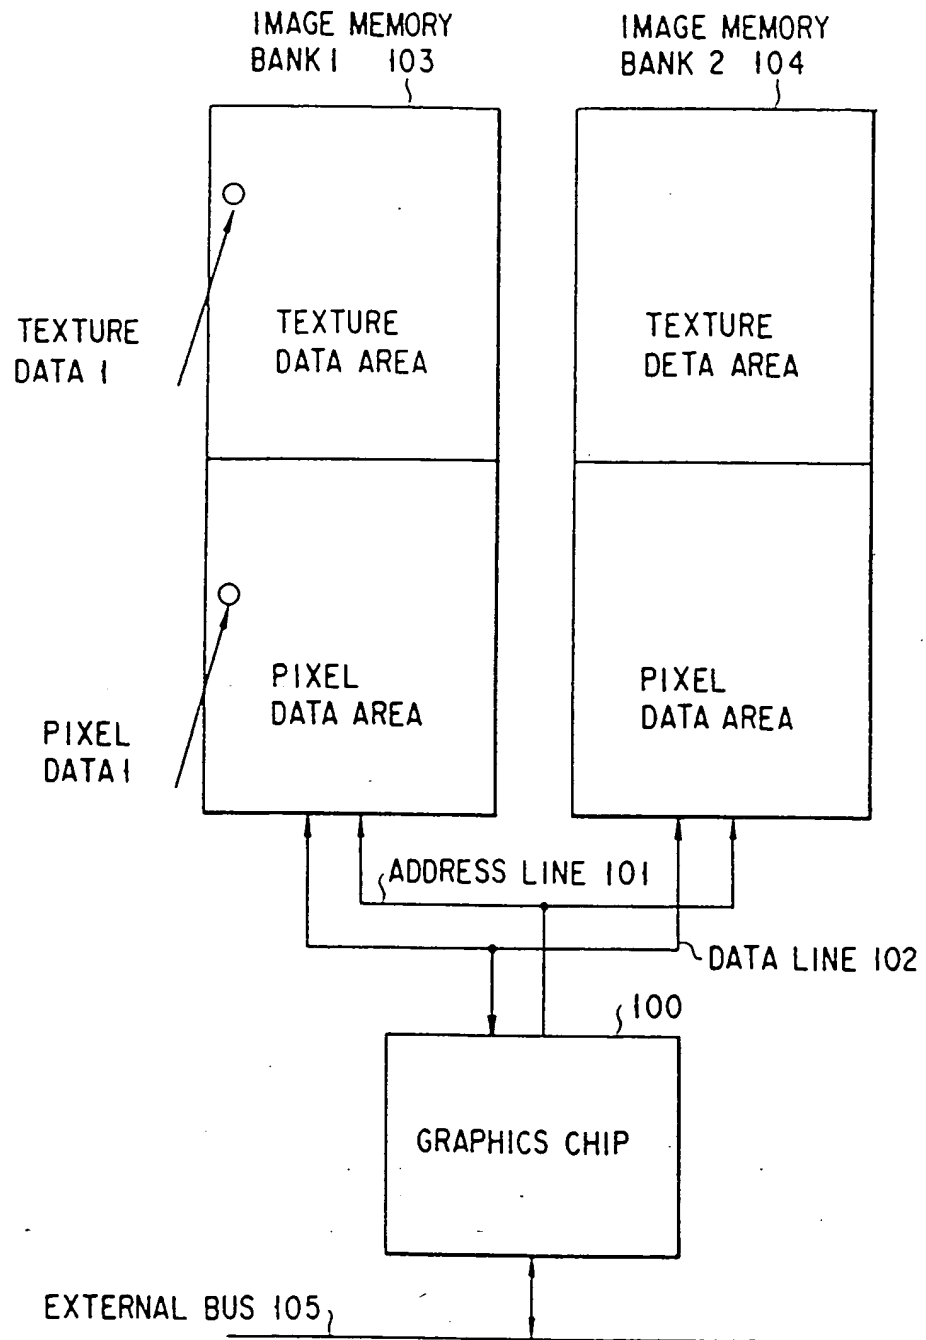 IMAGE MEMORY
BANK 1 103
IMAGE MEMORY
BANK 2 104
TEXTURE
DATA 1
TEXTURE
DATA AREA
TEXTURE
DETA AREA
PIXEL
DATA 1
PIXEL
DATA AREA
PIXEL
DATA AREA
ADDRESS LINE 101
DATA LINE 102
100
GRAPHICS CHIP
EXTERNAL BUS 105